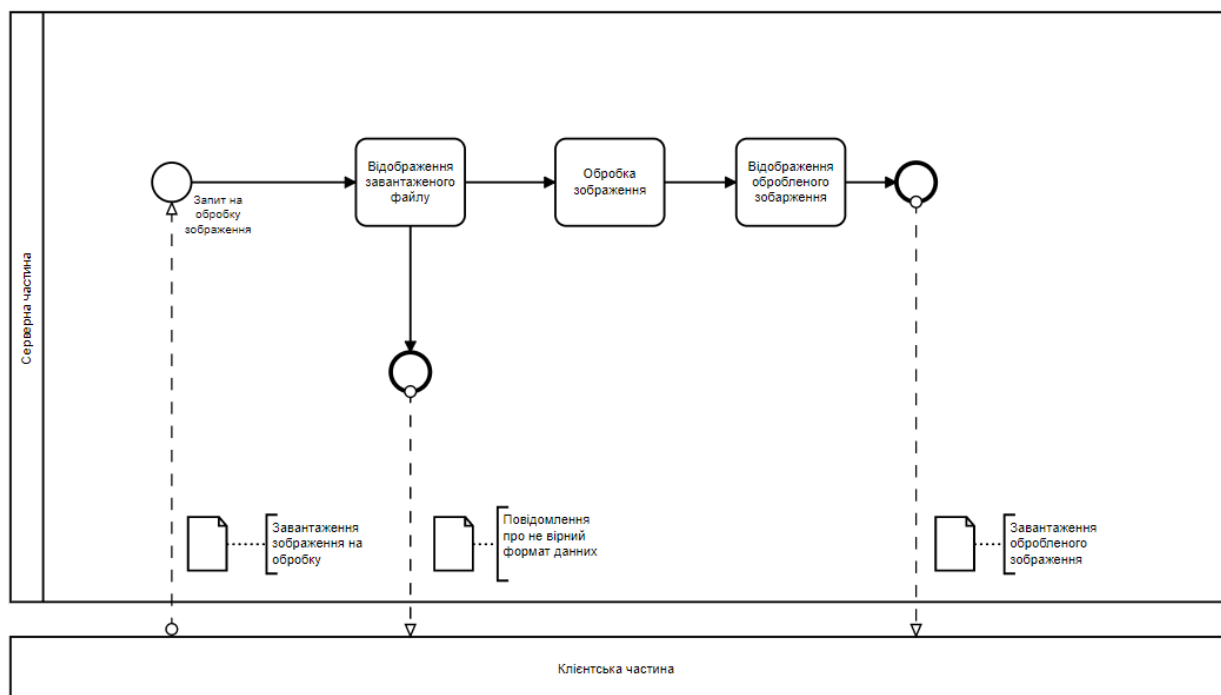 Серверна частина
Запит на
обробку
зображення
Відображення
завантаженого
файлу
Обробка
зображення
Відображення
обробленого
зобарження
Завантаження
зображення на
обробку
Повідомлення
про не вірний
формат данних
Завантаження
обробленого
зображення
Клієнтська частина